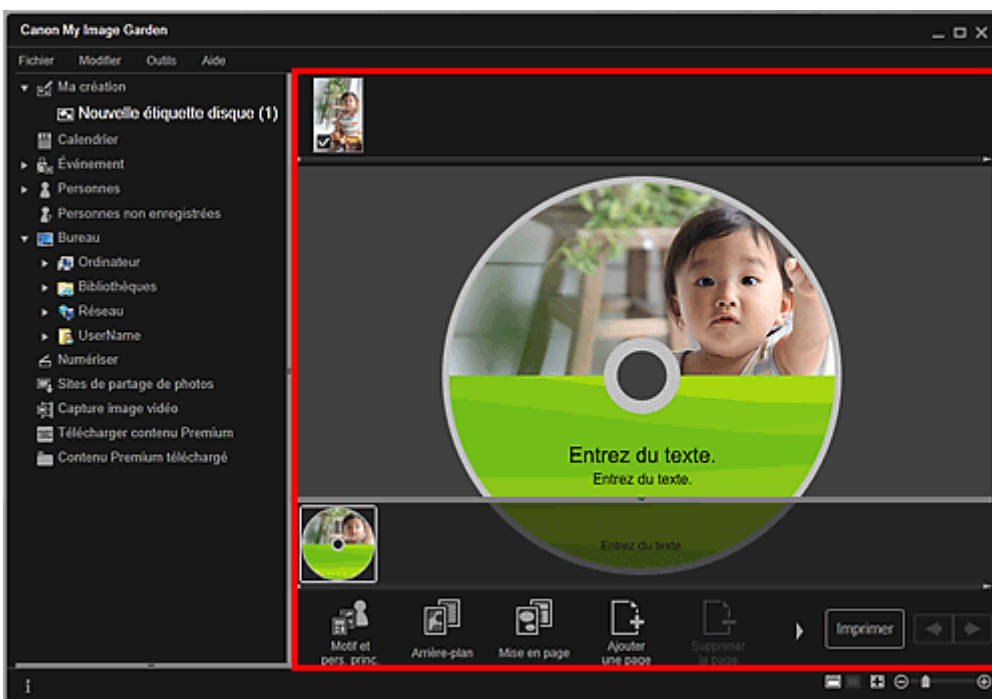 Canon My Image Garden
Fichier Modifier Outils Aide
Ma création
Nouvelle étiquette disque (1)
Calendrier
Événement
Personnes
Personnes non enregistrées
Bureau
Ordinateur
Bibliothèques
Réseau
UserName
Numériser
Sites de partage de photos
Capture image vidéo
Télécharger contenu Premium
Contenu Premium téléchargé
Entrez du texte.
Entrez du texte.
Entrez du texte
Motif et
pers. princ.
Arrière-plan
Mise en page
Ajouter
une page
Supprimer
la page
Imprimer